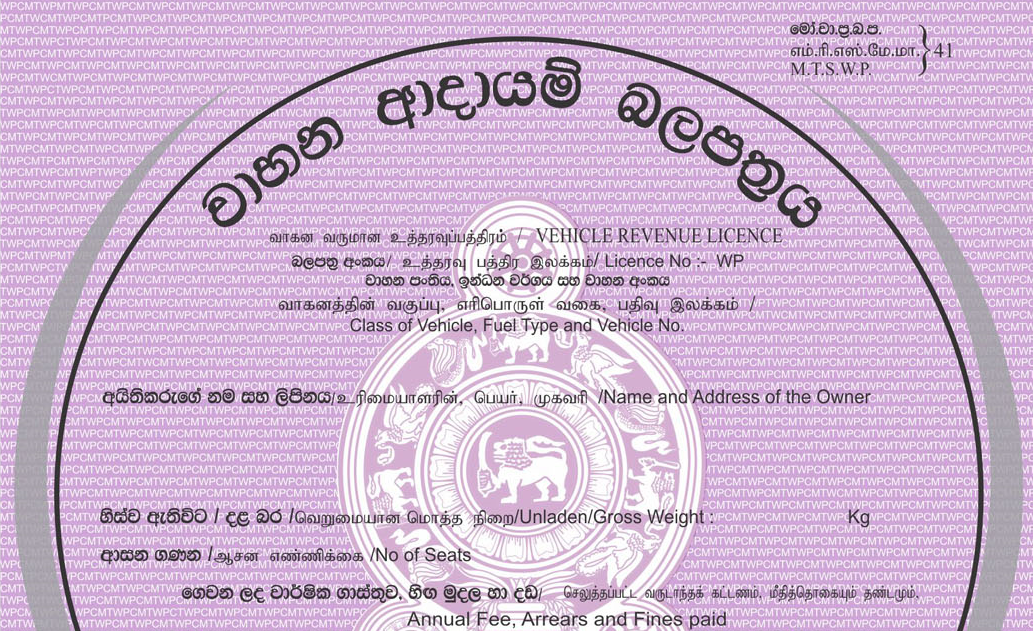 මෝ.වා.ප්‍ර.බ.ප.
எம்.ரி.எஸ்.மே.மா.
M.T.S.W.P.
} 41
වාහන ආදායම් බලපත්‍රය
வாகன வருமான உத்தரவுப்பத்திரம் / VEHICLE REVENUE LICENCE
බලපත්‍ර අංකය/ உத்தரவு பத்திர இலக்கம்/ Licence No :- WP
වාහන පංතිය, ඉන්ධන වර්ගය සහ වාහන අංකය
வாகனத்தின் வகுப்பு, எரிபொருள் வகை, பதிவு இலக்கம் /
Class of Vehicle, Fuel Type and Vehicle No.
අයිතිකරුගේ නම සහ ලිපිනය/உரிமையாளரின், பெயர், முகவரி /Name and Address of the Owner
හිස්ව ඇතිවිට / දළ බර /வெறுமையான மொத்த நிறை/Unladen/Gross Weight : Kg
ආසන ගණන /ஆசன எண்ணிக்கை /No of Seats
ගෙවන ලද වාර්ෂික ගාස්තුව, හිඟ මුදල හා දඩ/ செலுத்தப்பட்ட வருடாந்தக் கட்டணம், மீதித்தொகையும் தண்டமும்,
Annual Fee, Arrears and Fines paid